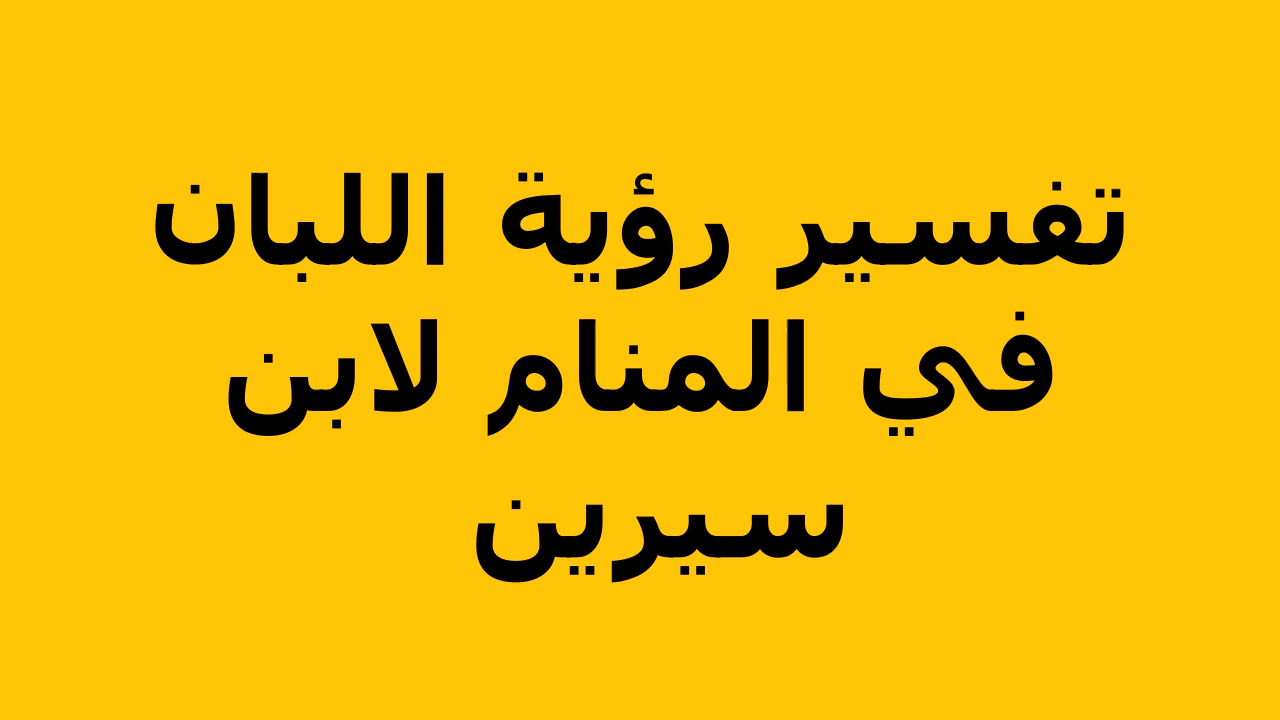 تفسير رؤية اللبان
في المنام لابن
سيرين